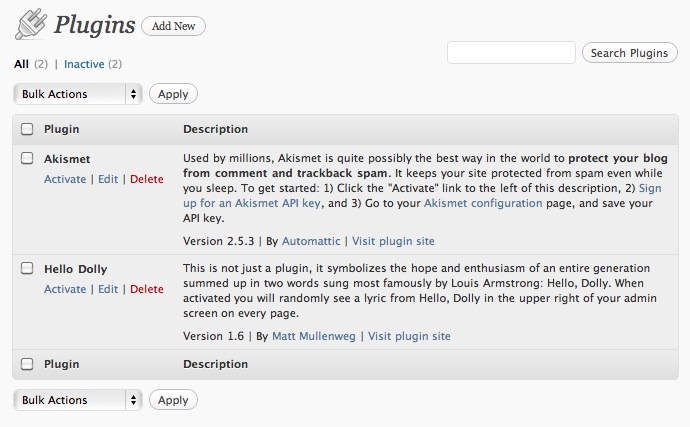 Plugins Add New
Search Plugins
All (2) | Inactive (2)
Bulk Actions Apply
Plugin Description
Akismet
Activate | Edit | Delete
Used by millions, Akismet is quite possibly the best way in the world to protect your blog
from comment and trackback spam. It keeps your site protected from spam even while
you sleep. To get started: 1) Click the "Activate" link to the left of this description, 2) Sign
up for an Akismet API key, and 3) Go to your Akismet configuration page, and save your
API key.
Version 2.5.3 | By Automattic | Visit plugin site
Hello Dolly
Activate | Edit | Delete
This is not just a plugin, it symbolizes the hope and enthusiasm of an entire generation
summed up in two words sung most famously by Louis Armstrong: Hello, Dolly. When
activated you will randomly see a lyric from Hello, Dolly in the upper right of your admin
screen on every page.
Version 1.6 | By Matt Mullenweg | Visit plugin site
Plugin Description
Bulk Actions Apply